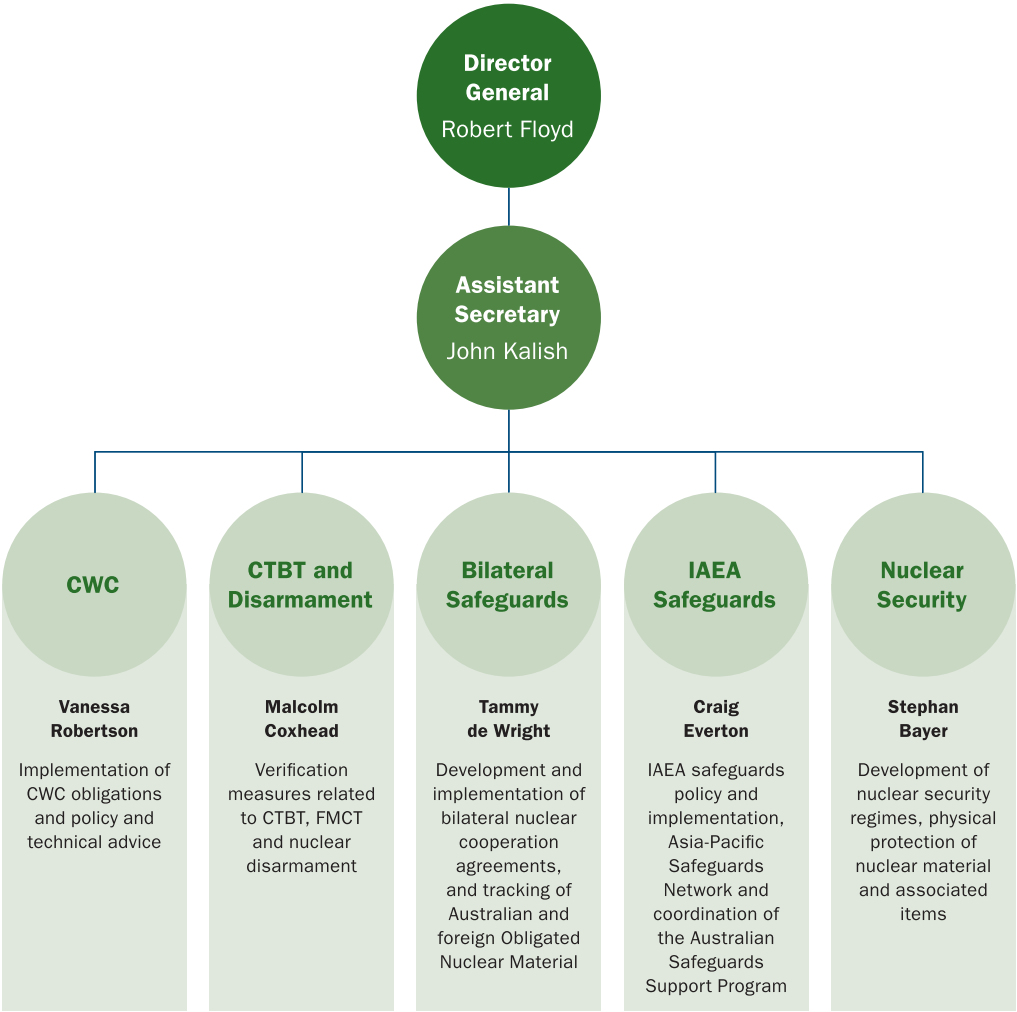 Director
General
Robert Floyd
Assistant
Secretary
John Kalish
CWC
Vanessa
Robertson
Implementation of
CWC obligations
and policy and
technical advice
CTBT and
Disarmament
Malcolm
Coxhead
Verification
measures related
to CTBT, FMCT
and nuclear
disarmament
Bilateral
Safeguards
Tammy
de Wright
Development and
implementation of
bilateral nuclear
cooperation
agreements,
and tracking of
Australian and
foreign Obligated
Nuclear Material
IAEA
Safeguards
Craig
Everton
IAEA safeguards
policy and
implementation,
Asia-Pacific
Safeguards
Network and
coordination of
the Australian
Safeguards
Support Program
Nuclear
Security
Stephan
Bayer
Development of
nuclear security
regimes, physical
protection of
nuclear material
and associated
items